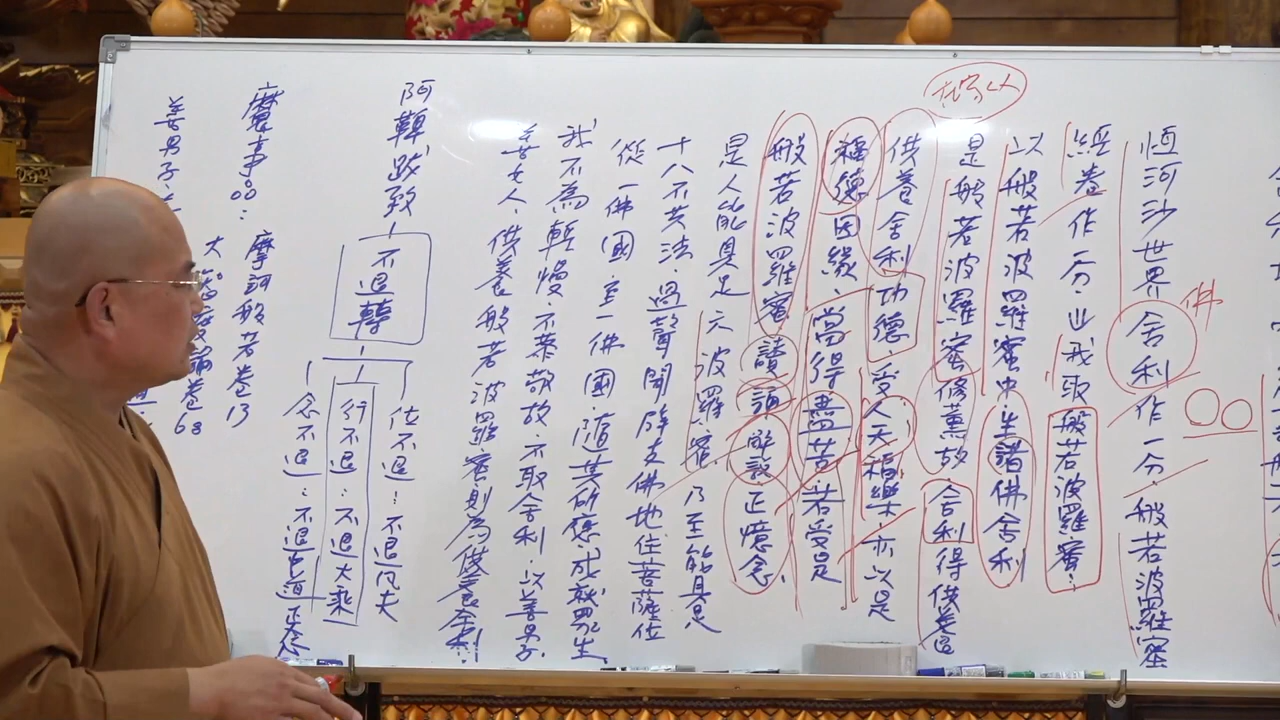 恒河沙世界舍利作一分、般若波羅蜜
佛
經卷作一分、世我取般若波羅蜜:
以般若波羅蜜中生諸佛舍利
是般若波羅蜜修薰故、舍利得供養
供養舍利功德、受人天福樂、亦以是
種德因緣、當得盡苦、若受是
般若波羅蜜讀誦解說正憶念、
是人能具足六波羅蜜乃至能具足
十八不共法、過聲聞辟支佛地住菩薩位
從一佛國至一佛國、隨其所應、成就眾生
我不為輕慢、不恭敬故、不取舍利、以善男子、
善女人、供養般若波羅蜜則為供養舍利
阿鞞跋致
不退轉
位不退:不退凡夫
行不退:不退大乘
念不退:不退中道正念
魔事品: 摩訶般若卷13
大智度論卷68
善男子